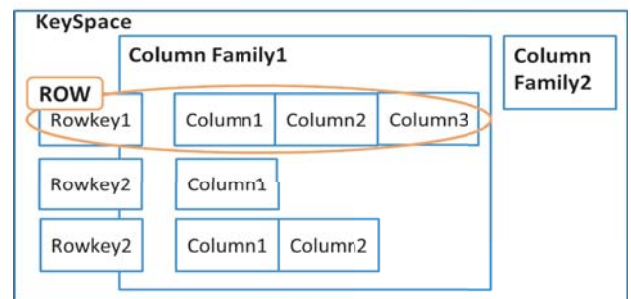 KeySpace
Column Family1
Column
Family2
ROW
Rowkey1 Column1 Column2 Column3
Rowkey2 Column1
Rowkey2 Column1 Column2